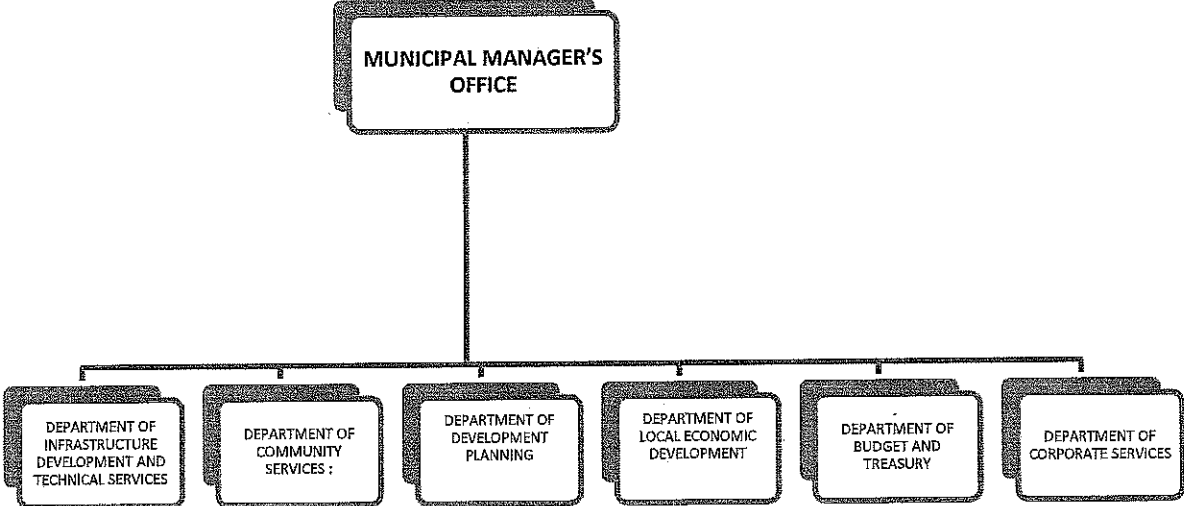 MUNICIPAL MANAGER'S
OFFICE
DEPARTMENT OF
INFRASTRUCTURE
DEVELOPMENT AND
TECHNICAL SERVICES
DEPARTMENT OF
COMMUNITY
SERVICES ;
DEPARTMENT OF
DEVELOPMENT
PLANNING
DEPARTMENT OF
LOCAL ECONOMIC
DEVELOPMENT
DEPARTMENT OF
BUDGET AND
TREASURY
DEPARTMENT OF
CORPORATE SERVICES